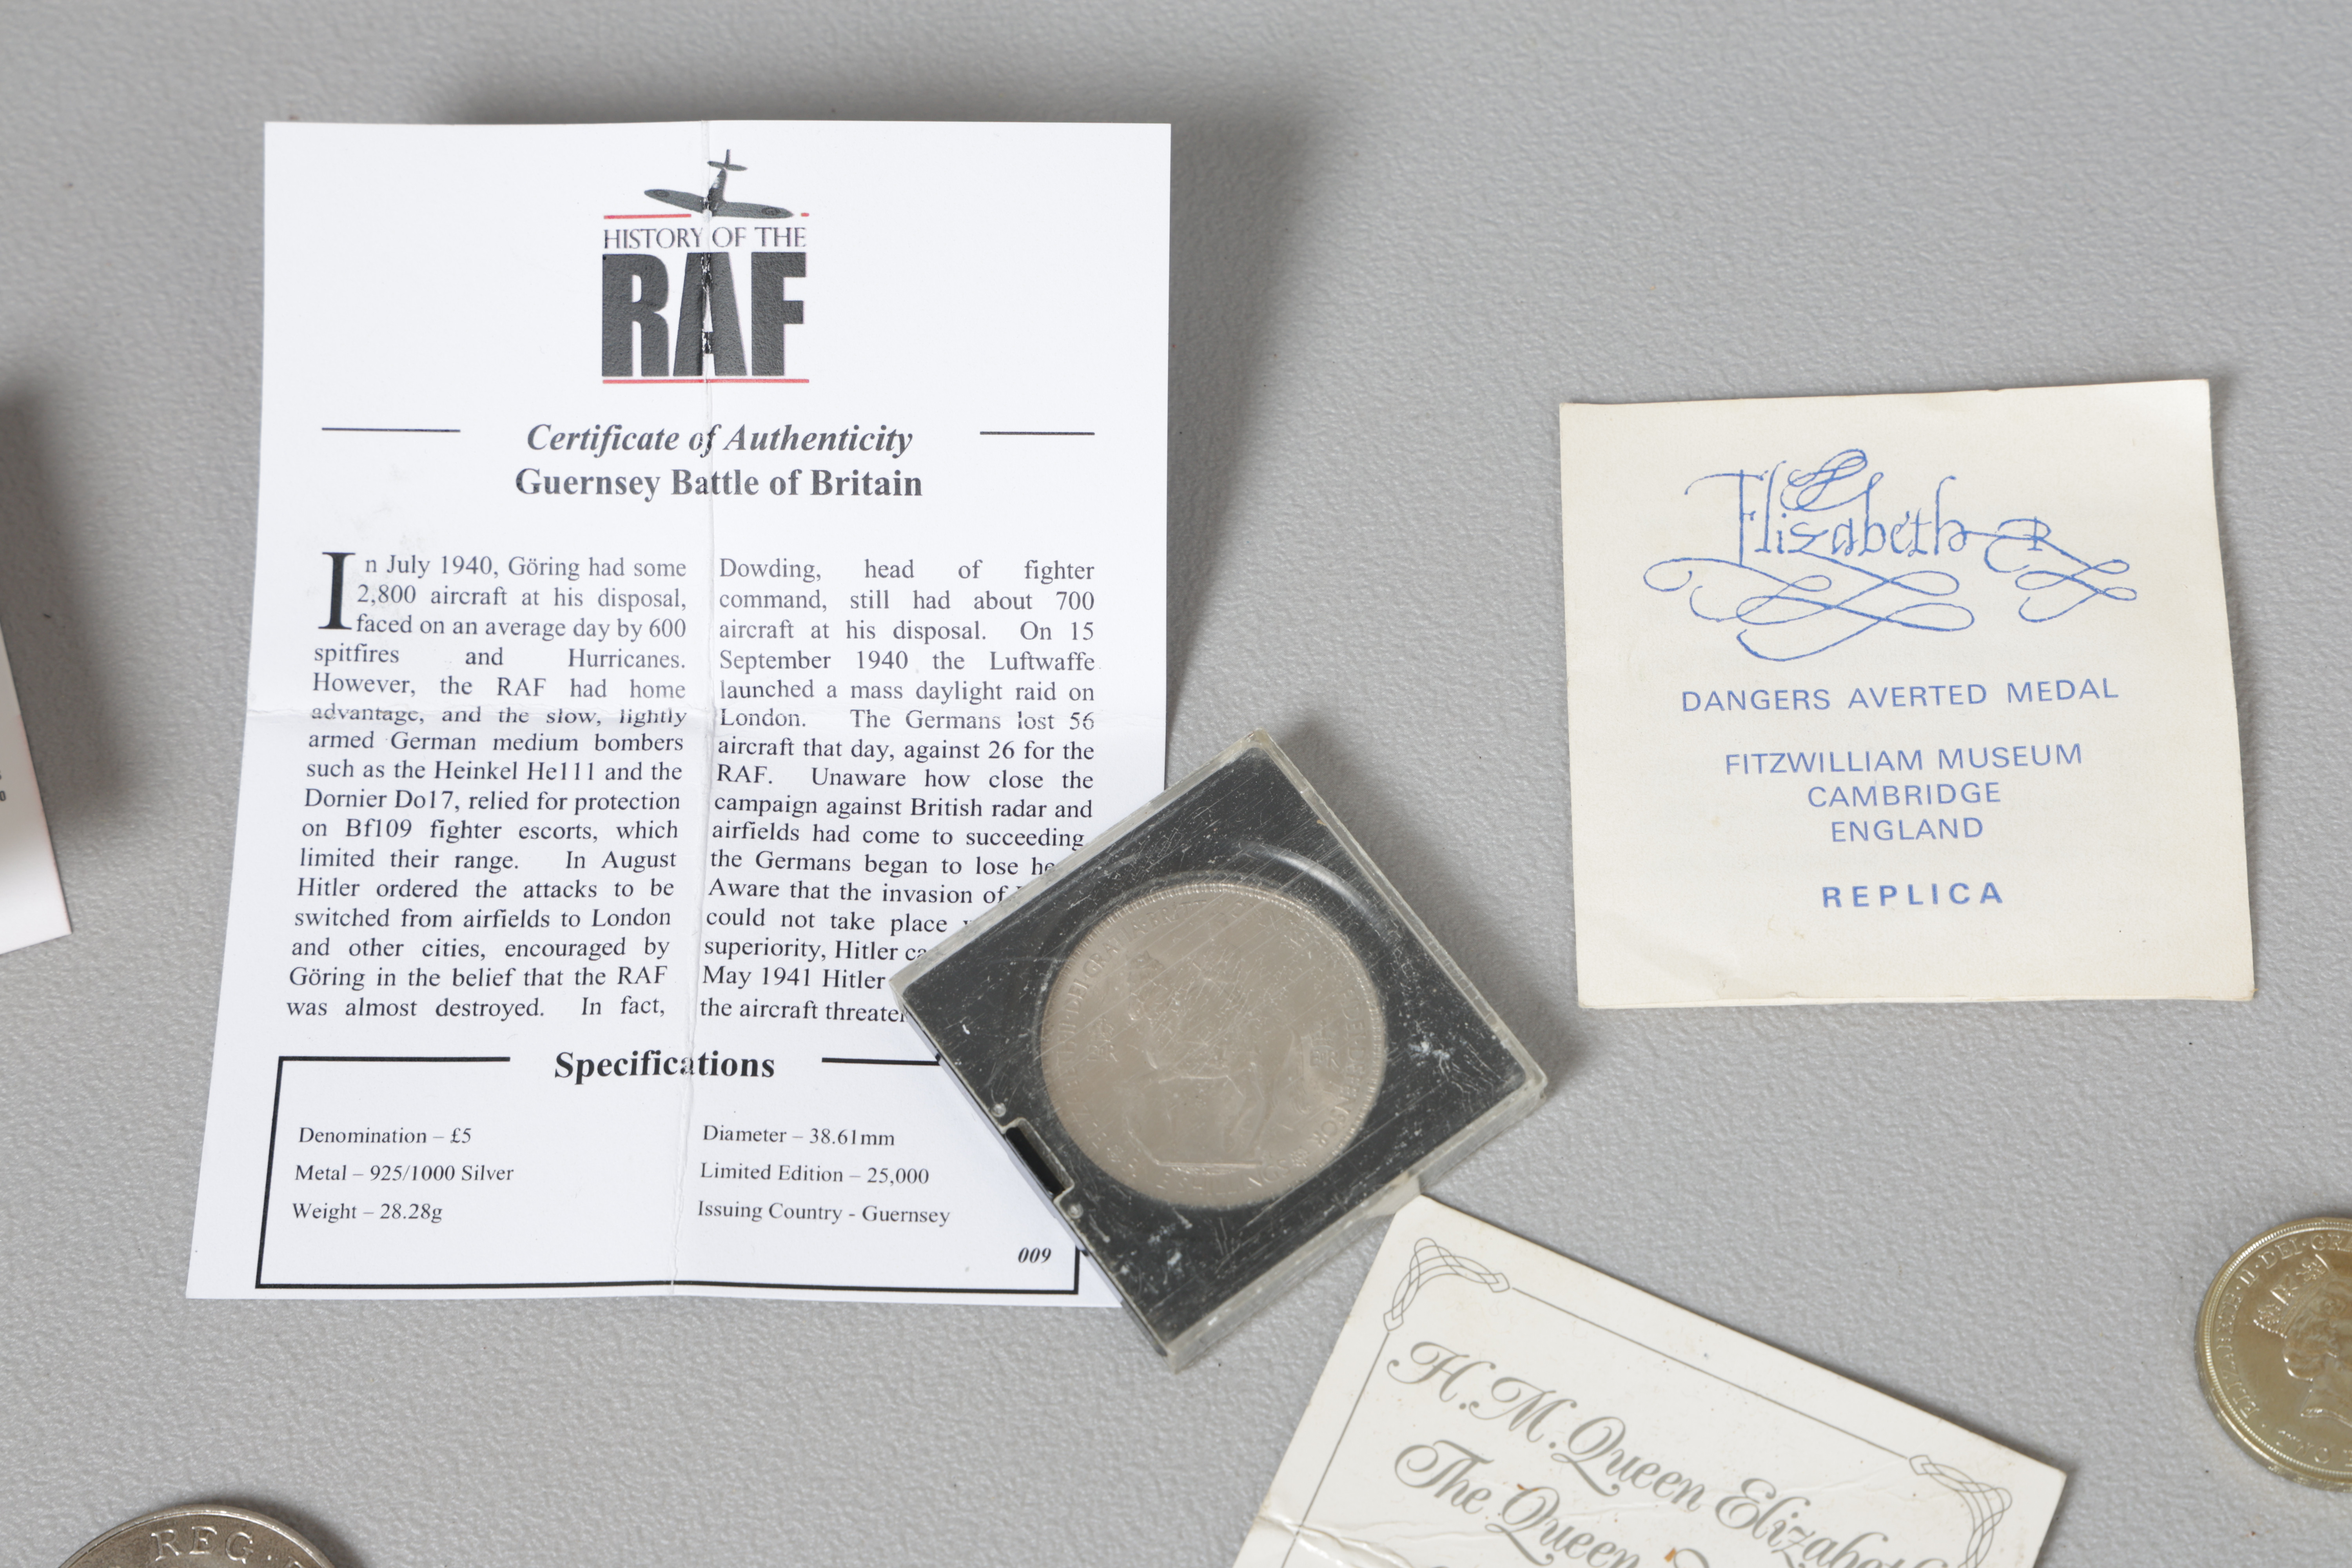 HISTORY OF THE
RAF
Certificate of Authenticity
Guernsey Battle of Britain
In July 1940, Göring had some
2,800 aircraft at his disposal,
faced on an average day by 600
spitfires and Hurricanes.
However, the RAF had home
advantage, and the slow, lightly
armed German medium bombers
such as the Heinkel He111 and the
Dornier Do17, relied for protection
on Bf109 fighter escorts, which
limited their range. In August
Hitler ordered the attacks to be
switched from airfields to London
and other cities, encouraged by
Göring in the belief that the RAF
was almost destroyed. In fact,
Dowding, head of fighter
command, still had about 700
aircraft at his disposal. On 15
September 1940 the Luftwaffe
launched a mass daylight raid on
London. The Germans lost 56
aircraft that day, against 26 for the
RAF. Unaware how close the
campaign against British radar and
airfields had come to succeeding
the Germans began to lose
Aware that the invasion of
could not take place
superiority, Hitler
May 1941 Hitler
the aircraft
Specifications
Denomination – £5
Metal – 925/1000 Silver
Weight – 28.28g
Diameter – 38.61mm
Limited Edition – 25,000
Issuing Country - Guernsey
009
Elizabeth R
DANGERS AVERTED MEDAL
FITZWILLIAM MUSEUM
CAMBRIDGE
ENGLAND
REPLICA
H.M. Queen Elizabeth
The Queen
ELIZABETH II · DEI · GRA
REG